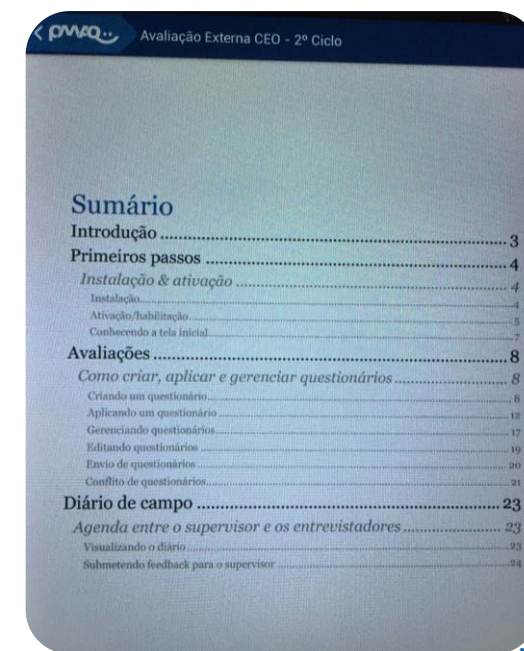 < PMAQ Avaliação Externa CEO - 2º Ciclo
Sumário
Introdução ........ 3
Primeiros passos ........ 4
Instalação & ativação ........ 4
Instalação ........ 4
Ativação/habilitação ........ 5
Conhecendo a tela inicial ........ 7
Avaliações ........ 8
Como criar, aplicar e gerenciar questionários ........ 8
Criando um questionário ........ 8
Aplicando um questionário ........ 12
Gerenciando questionários ........ 17
Editando questionários ........ 19
Envio de questionários ........ 20
Conflito de questionários ........ 21
Diário de campo ........ 23
Agenda entre o supervisor e os entrevistadores ........ 23
Visualizando o diário ........ 23
Submetendo feedback para o supervisor ........ 24